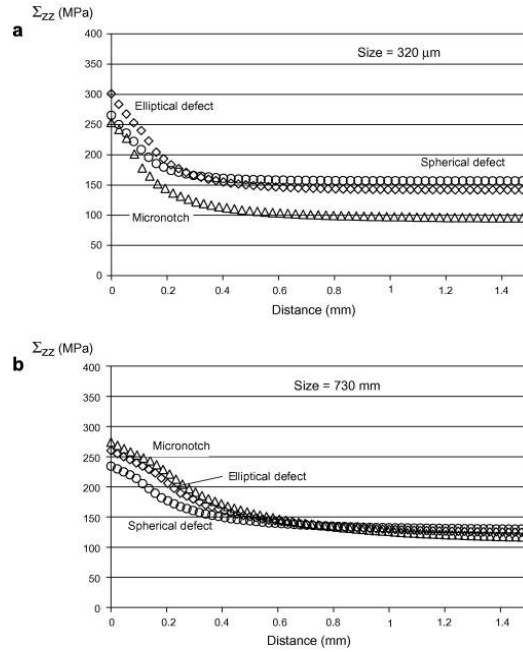 Σzz (MPa)
a
400
350
300
250
200
150
100
50
0
Size = 320 µm
Elliptical defect
Spherical defect
Micronotch
0 0.2 0.4 0.6 0.8 1 1.2 1.4
Distance (mm)
Σzz (MPa)
b
400
350
300
250
200
150
100
50
0
Size = 730 mm
Micronotch
Elliptical defect
Spherical defect
0 0.2 0.4 0.6 0.8 1 1.2 1.4
Distance (mm)